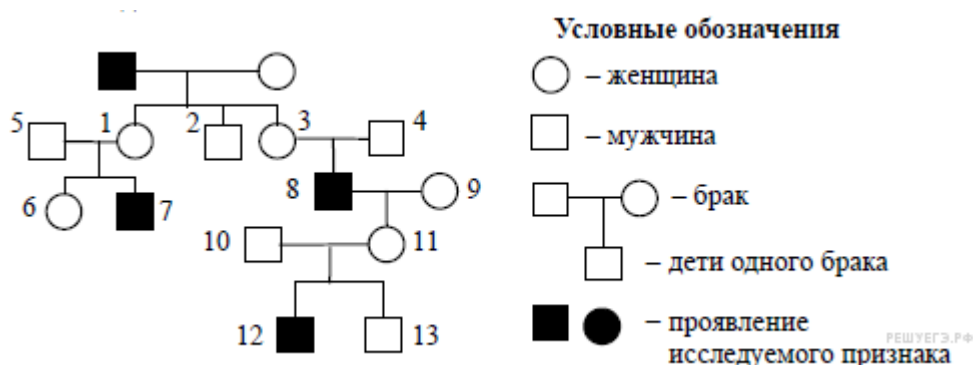 Условные обозначения
– женщина
– мужчина
– брак
– дети одного брака
– проявление
исследуемого признака
5 1 2 3 4
6 7 8 9
10 11
12 13
РЕШУЕГЭ.РФ